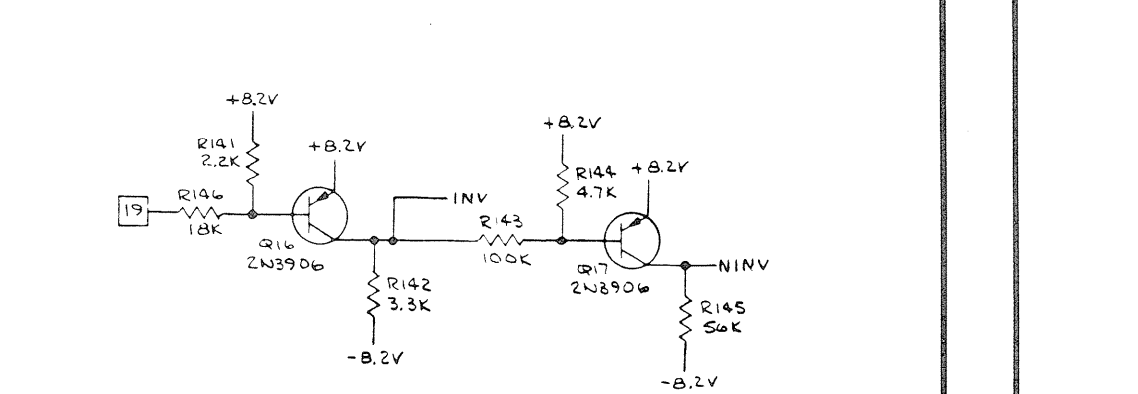 +8.2V
R141
2.2K
+8.2V
19
R146
18K
Q16
2N3906
INV
R142
3.3K
-8.2V
R143
100K
+8.2V
R144
4.7K
+8.2V
Q17
2N3906
NINV
R145
56K
-8.2V